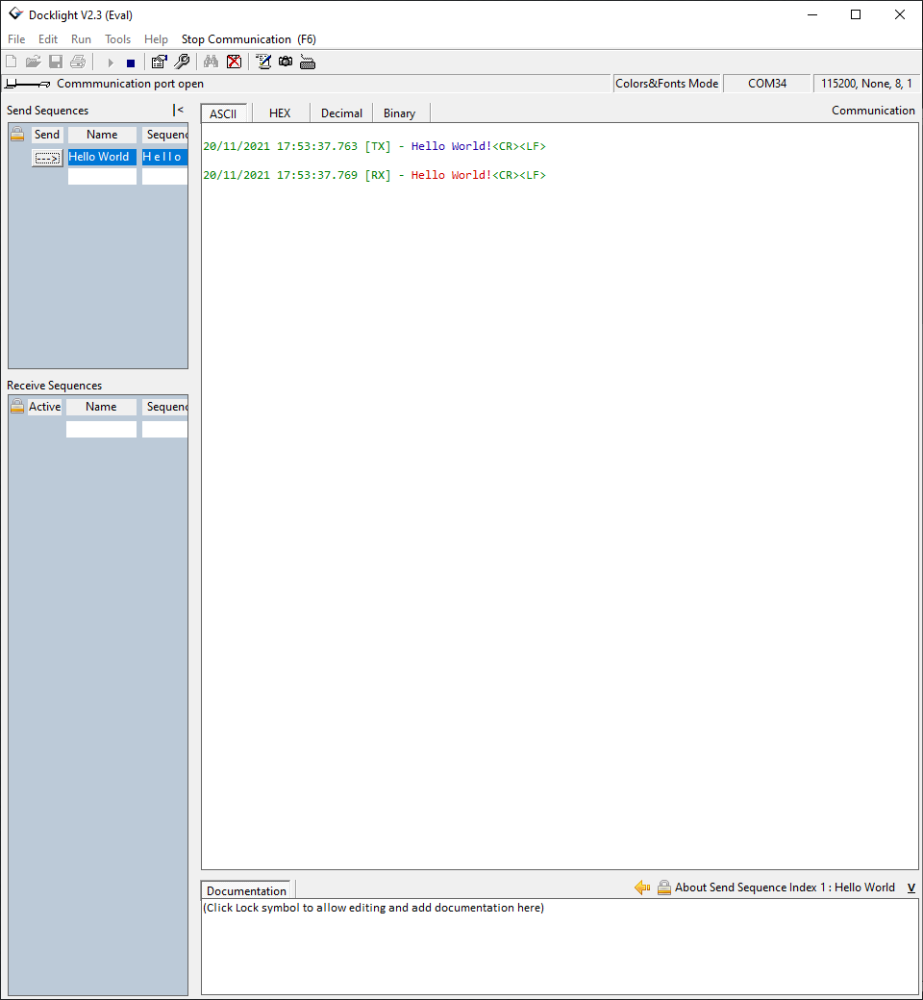 Docklight V2.3 (Eval)
File Edit Run Tools Help Stop Communication (F6)
Commmunication port open Colors&Fonts Mode COM34 115200, None, 8, 1
Send Sequences |<
Send Name Sequenc
---> Hello World H e l l o
Receive Sequences
Active Name Sequenc
ASCII HEX Decimal Binary Communication
20/11/2021 17:53:37.763 [TX] - Hello World!<CR><LF>
20/11/2021 17:53:37.769 [RX] - Hello World!<CR><LF>
Documentation About Send Sequence Index 1 : Hello World V
(Click Lock symbol to allow editing and add documentation here)